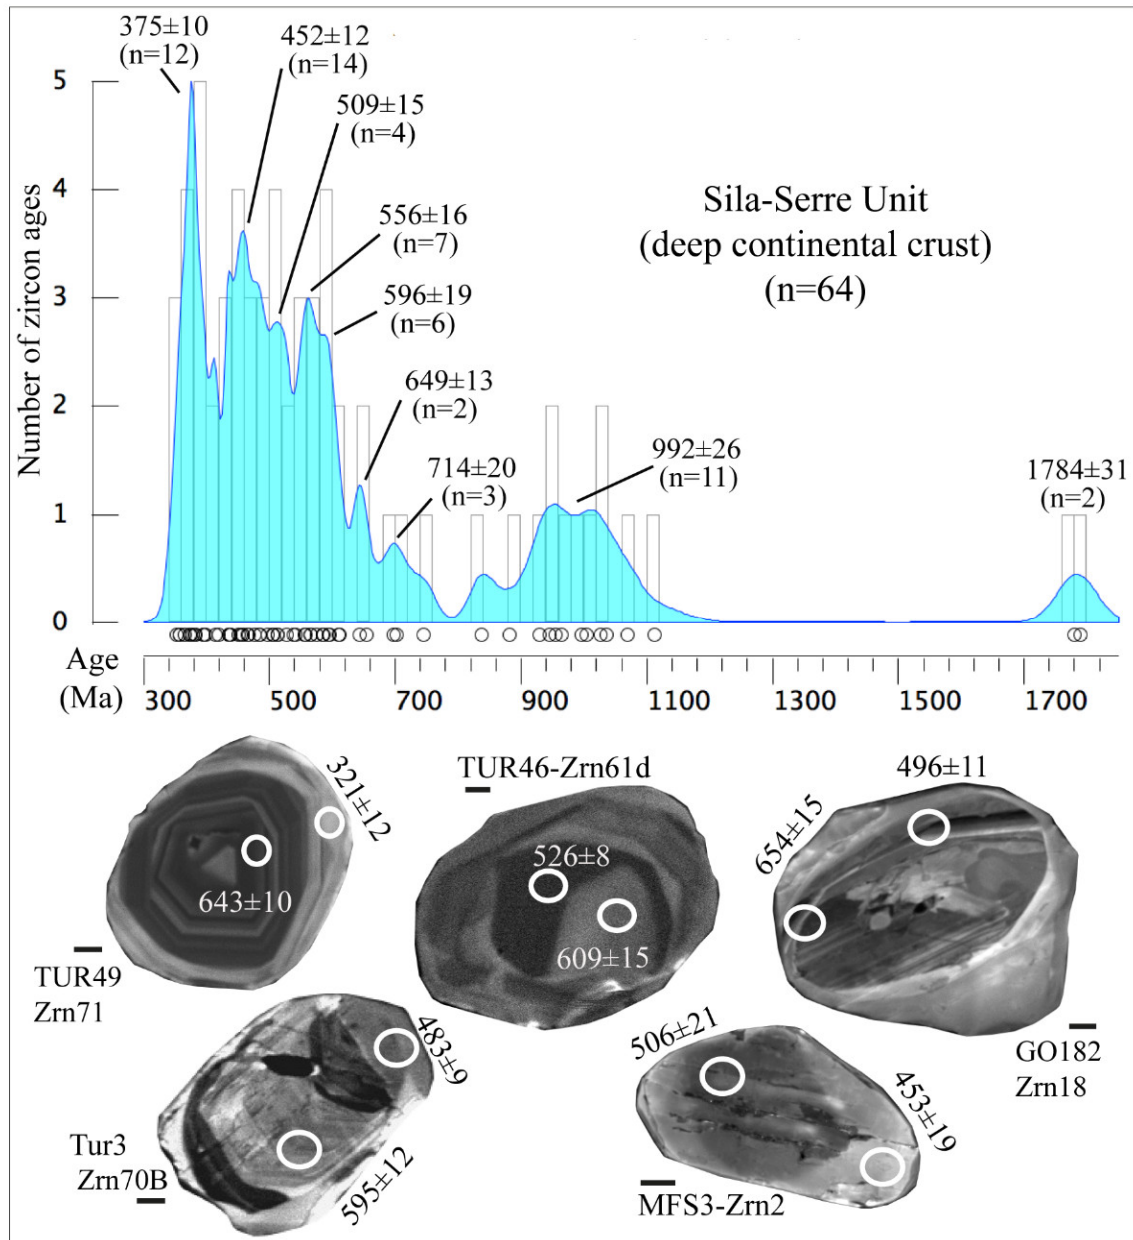 375±10
(n=12)
452±12
(n=14)
509±15
(n=4)
556±16
(n=7)
596±19
(n=6)
649±13
(n=2)
714±20
(n=3)
992±26
(n=11)
1784±31
(n=2)
Sila-Serre Unit
(deep continental crust)
(n=64)
Number of zircon ages
5
4
3
2
1
0
Age
(Ma)
300 500 700 900 1100 1300 1500 1700
321±12
643±10
TUR49
Zrn71
TUR46-Zrn61d
526±8
609±15
496±11
654±15
GO182
Zrn18
483±9
595±12
Tur3
Zrn70B
506±21
453±19
MFS3-Zrn2